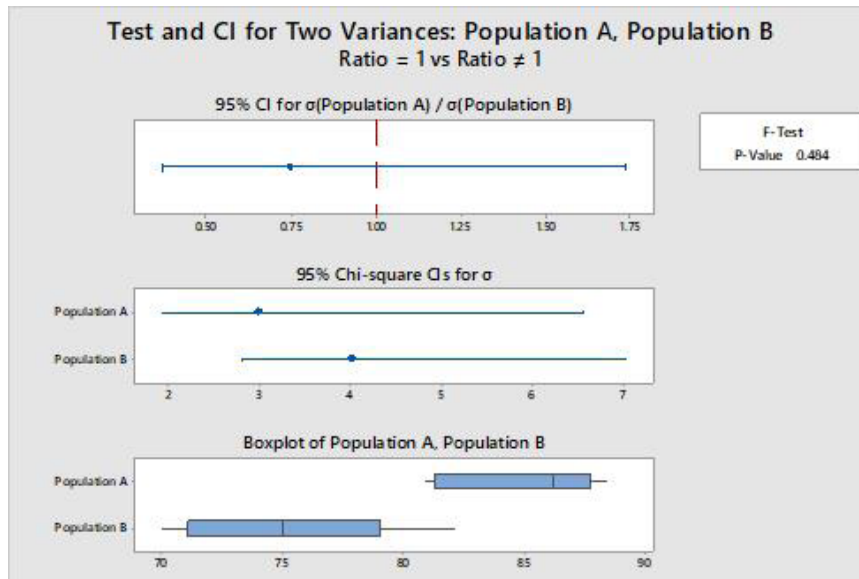 Test and CI for Two Variances: Population A, Population B
Ratio = 1 vs Ratio ≠ 1
95% CI for σ(Population A) / σ(Population B)
F-Test
P-Value 0.484
0.50 0.75 1.00 1.25 1.50 1.75
95% Chi-square CIs for σ
Population A
Population B
2 3 4 5 6 7
Boxplot of Population A, Population B
Population A
Population B
70 75 80 85 90